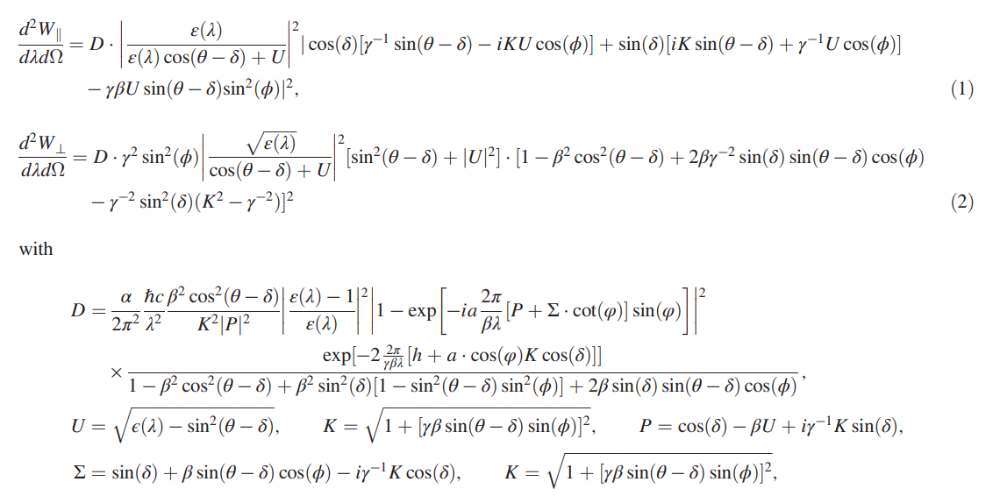 \frac{d^2W_{\parallel}}{d\lambda d\Omega} = D \cdot \left| \frac{\varepsilon(\lambda)}{\varepsilon(\lambda)\cos(\theta - \delta) + U} \right|^2 |\cos(\delta)[\gamma^{-1}\sin(\theta - \delta) - iKU\cos(\phi)] + \sin(\delta)[iK\sin(\theta - \delta) + \gamma^{-1}U\cos(\phi)]
- \gamma\beta U\sin(\theta - \delta)\sin^2(\phi)|^2, (1)
\frac{d^2W_{\perp}}{d\lambda d\Omega} = D \cdot \gamma^2\sin^2(\phi) \left| \frac{\sqrt{\varepsilon(\lambda)}}{\cos(\theta - \delta) + U} \right|^2 [\sin^2(\theta - \delta) + |U|^2] \cdot [1 - \beta^2\cos^2(\theta - \delta) + 2\beta\gamma^{-2}\sin(\delta)\sin(\theta - \delta)\cos(\phi)
- \gamma^{-2}\sin^2(\delta)(K^2 - \gamma^{-2})]^2 (2)
with
D = \frac{\alpha}{2\pi^2} \frac{\hbar c}{\lambda^2} \frac{\beta^2\cos^2(\theta - \delta)}{K^2|P|^2} \left| \frac{\varepsilon(\lambda) - 1}{\varepsilon(\lambda)} \right|^2 \left| 1 - \exp\left[ -ia\frac{2\pi}{\beta\lambda}[P + \Sigma \cdot \cot(\varphi)]\sin(\varphi) \right] \right|^2
\times \frac{\exp[-2\frac{2\pi}{\gamma\beta\lambda}[h + a \cdot \cos(\varphi)K\cos(\delta)]]}{1 - \beta^2\cos^2(\theta - \delta) + \beta^2\sin^2(\delta)[1 - \sin^2(\theta - \delta)\sin^2(\phi)] + 2\beta\sin(\delta)\sin(\theta - \delta)\cos(\phi)},
U = \sqrt{\epsilon(\lambda) - \sin^2(\theta - \delta)}, K = \sqrt{1 + [\gamma\beta\sin(\theta - \delta)\sin(\phi)]^2}, P = \cos(\delta) - \beta U + i\gamma^{-1}K\sin(\delta),
\Sigma = \sin(\delta) + \beta\sin(\theta - \delta)\cos(\phi) - i\gamma^{-1}K\cos(\delta), K = \sqrt{1 + [\gamma\beta\sin(\theta - \delta)\sin(\phi)]^2},